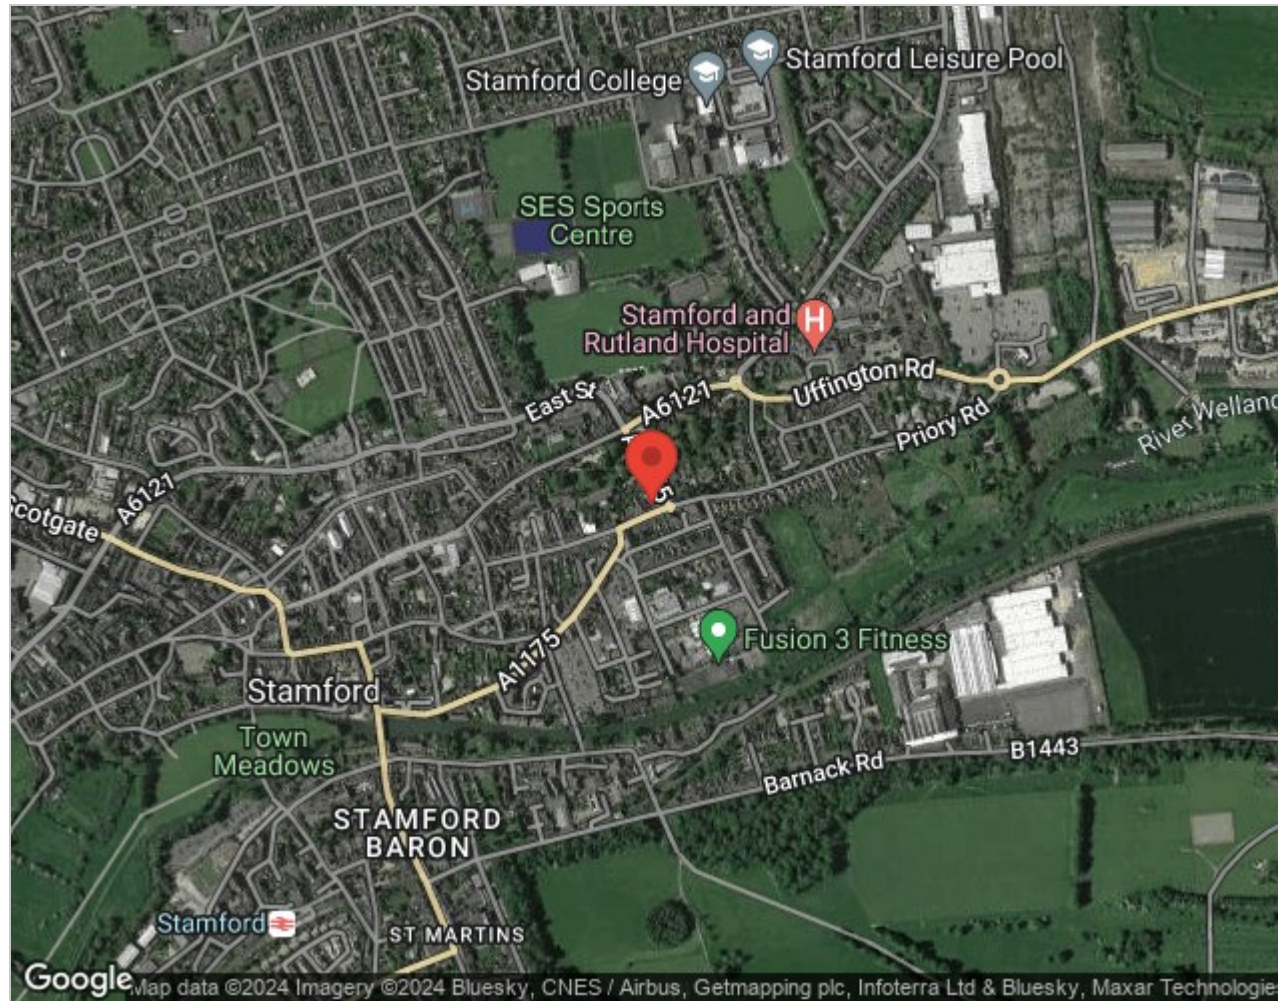 Stamford Leisure Pool
Stamford College
SES Sports
Centre
Stamford and
Rutland Hospital
H
East St
A6121
Uffington Rd
Priory Rd
River Welland
A6121
Scotgate
5
A1175
Fusion 3 Fitness
Stamford
Town
Meadows
Barnack Rd
B1443
STAMFORD
BARON
Stamford
ST MARTINS
Google
Map data ©2024 Imagery ©2024 Bluesky, CNES / Airbus, Getmapping plc, Infoterra Ltd & Bluesky, Maxar Technologie